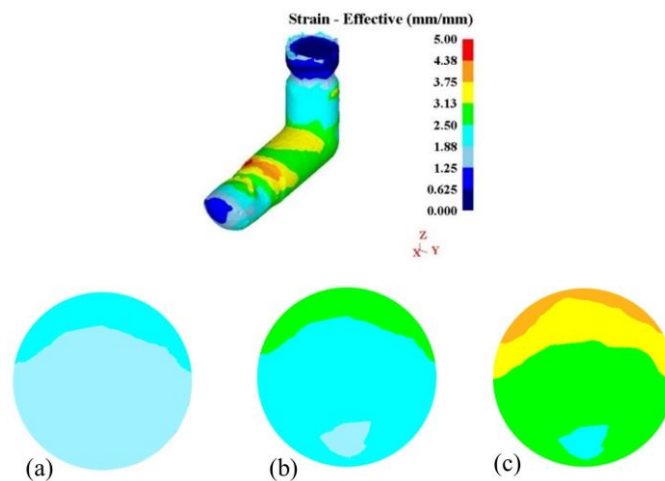 Strain - Effective (mm/mm)
5.00
4.38
3.75
3.13
2.50
1.88
1.25
0.625
0.000
Z
X Y
(a) (b) (c)